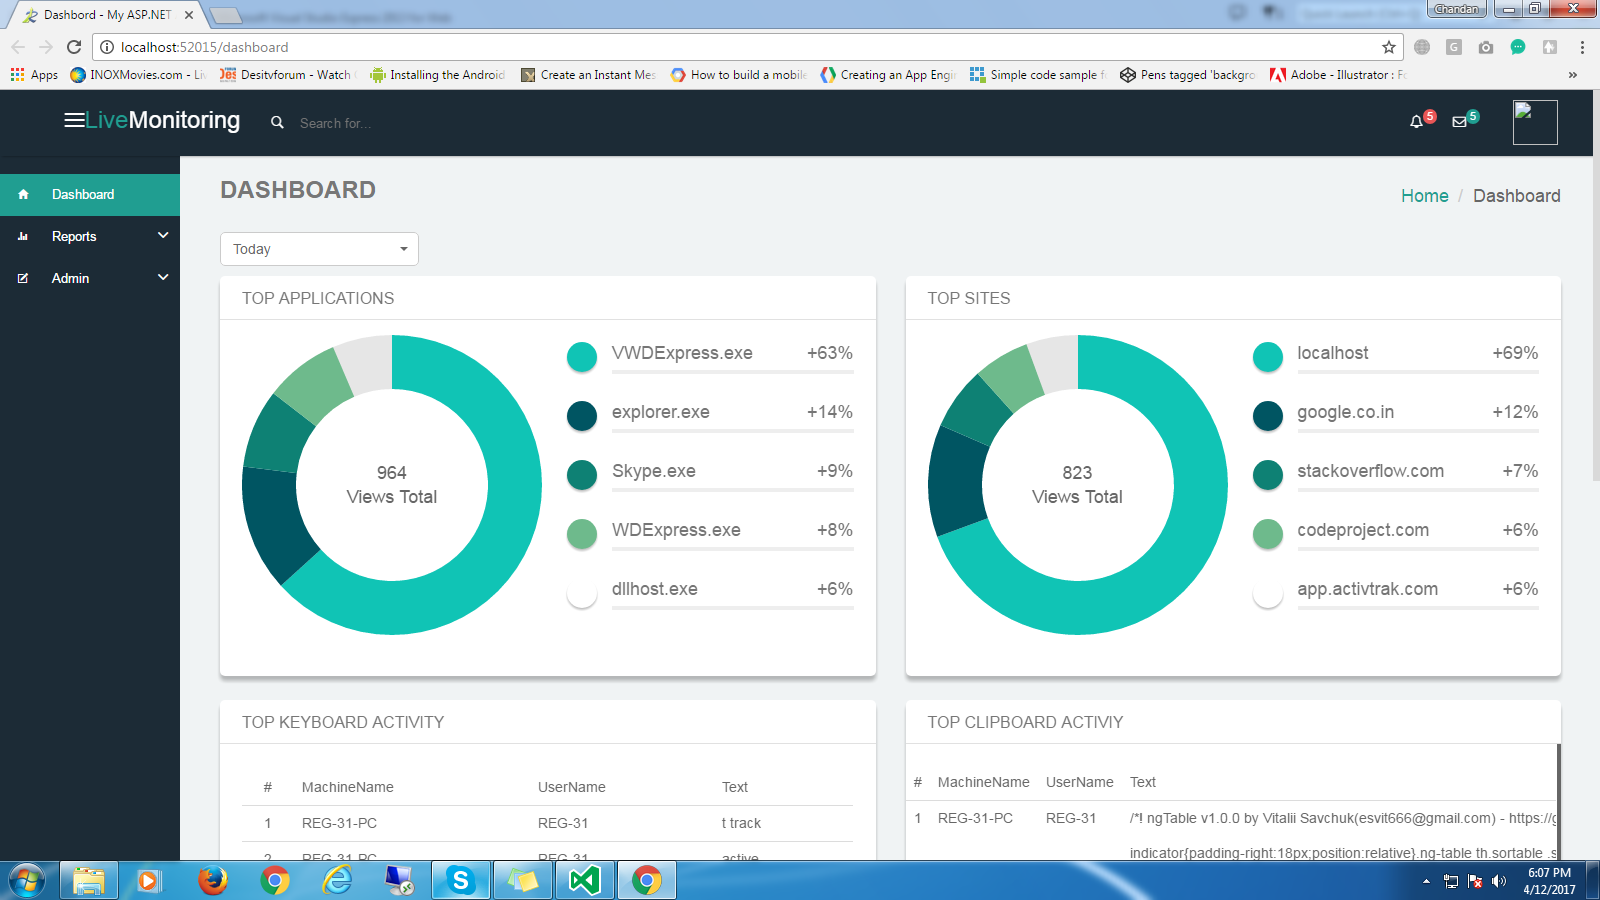 Dashbord - My ASP.NET
Chandan
localhost:52015/dashboard
Apps
INOXMovies.com - Li
Desitvforum - Watch
Installing the Android
Create an Instant Mes
How to build a mobile
Creating an App Engi
Simple code sample f
Pens tagged 'backgro
Adobe - Illustrator : F
»
LiveMonitoring
Search for...
5
5
Dashboard
Reports
Admin
DASHBOARD
Home / Dashboard
Today
TOP APPLICATIONS
964
Views Total
VWDExpress.exe +63%
explorer.exe +14%
Skype.exe +9%
WDExpress.exe +8%
dllhost.exe +6%
TOP SITES
823
Views Total
localhost +69%
google.co.in +12%
stackoverflow.com +7%
codeproject.com +6%
app.activtrak.com +6%
TOP KEYBOARD ACTIVITY
# MachineName UserName Text
1 REG-31-PC REG-31 t track
2 REG-31-PC REG-31 active
TOP CLIPBOARD ACTIVIY
# MachineName UserName Text
1 REG-31-PC REG-31 /*! ngTable v1.0.0 by Vitalii Savchuk(esvit666@gmail.com) - https://g
indicator{padding-right:18px;position:relative}.ng-table th.sortable .s
6:07 PM
4/12/2017